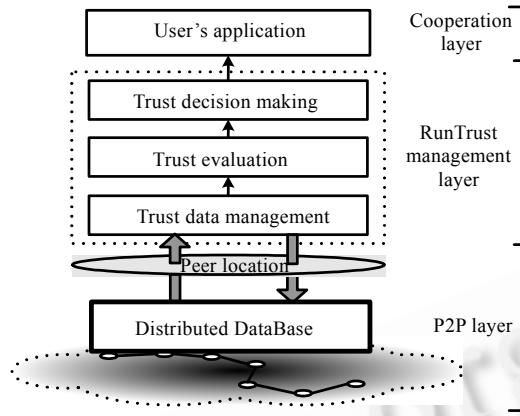 User's application
Cooperation
layer
Trust decision making
Trust evaluation
RunTrust
management
layer
Trust data management
Peer location
Distributed DataBase
P2P layer